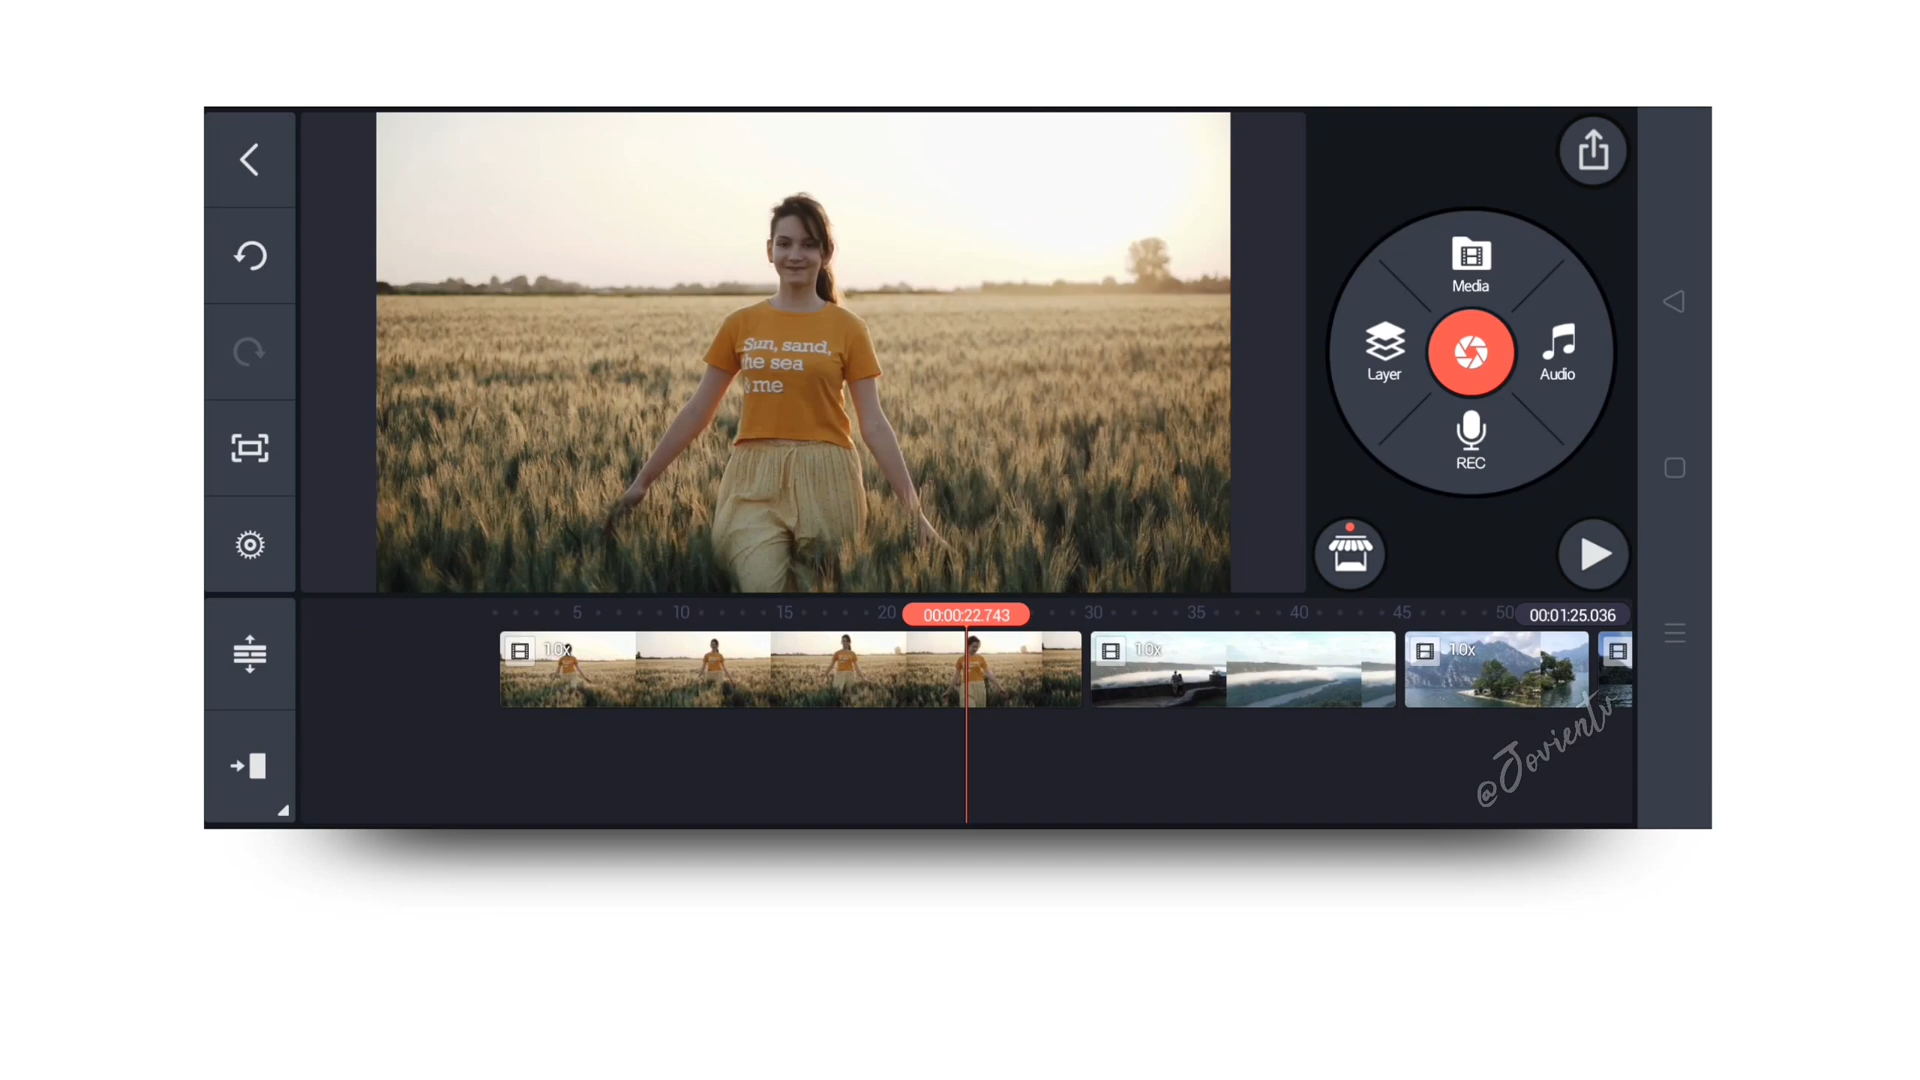 Media
Layer
Audio
REC
Sun, sand,
the sea
& me
5 10 15 20 00:00:22.743 30 35 40 45 50 00:01:25.036
1.0x 1.0x 1.0x
@Jovientv